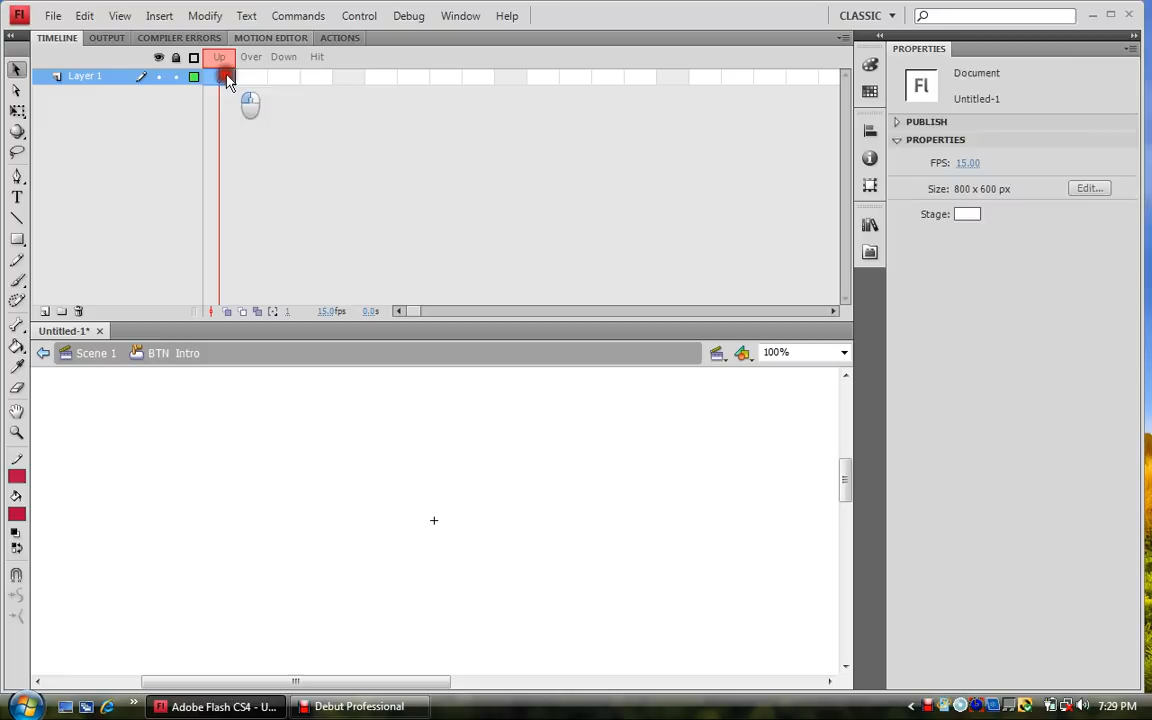 Fl File Edit View Insert Modify Text Commands Control Debug Window Help CLASSIC
TIMELINE OUTPUT COMPILER ERRORS MOTION EDITOR ACTIONS
Up Over Down Hit
Layer 1
1 15.0fps 0.0s
Untitled-1*
Scene 1 BTN Intro 100%
PROPERTIES
Fl
Document
Untitled-1
PUBLISH
PROPERTIES
FPS: 15.00
Size: 800 x 600 px Edit...
Stage:
Fl Adobe Flash CS4 - U... Debut Professional 7:29 PM